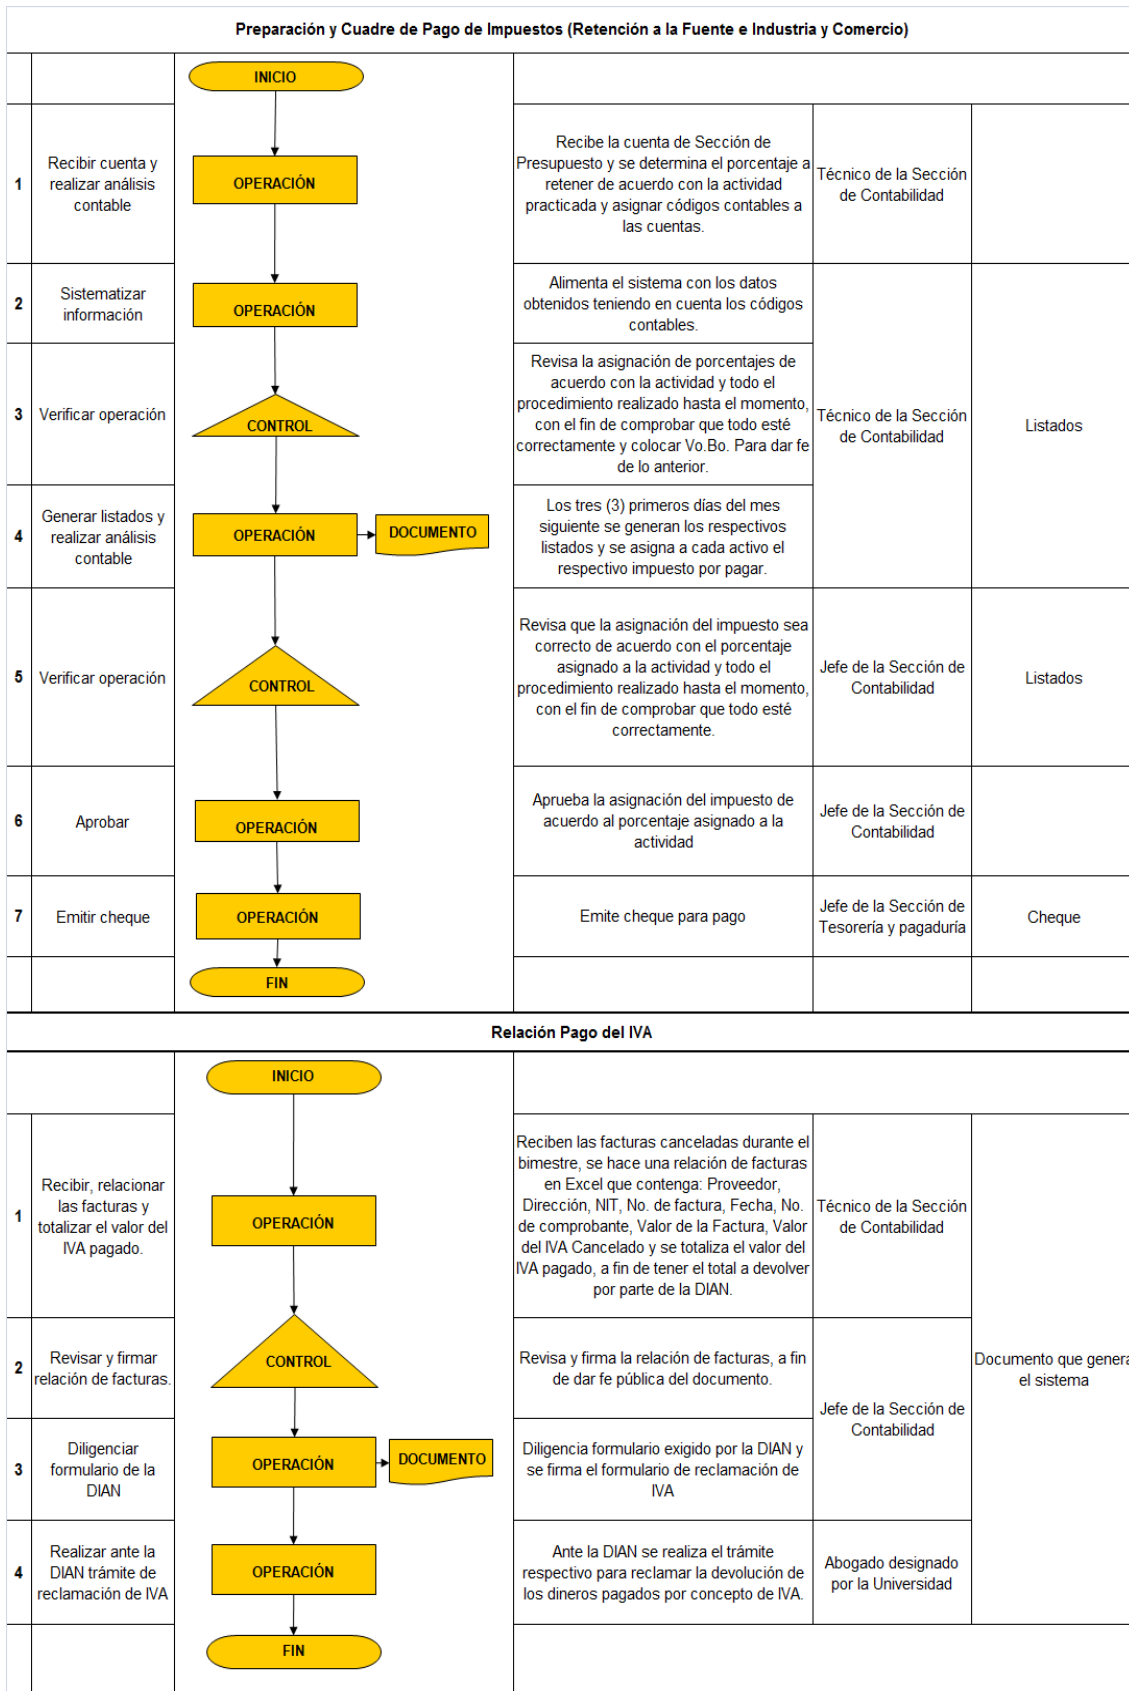 Preparación y Cuadre de Pago de Impuestos (Retención a la Fuente e Industria y Comercio)
INICIO
1
Recibir cuenta y
realizar análisis
contable
OPERACIÓN
Recibe la cuenta de Sección de
Presupuesto y se determina el porcentaje a
retener de acuerdo con la actividad
practicada y asignar códigos contables a
las cuentas.
Técnico de la Sección
de Contabilidad
2
Sistematizar
información
OPERACIÓN
Alimenta el sistema con los datos
obtenidos teniendo en cuenta los códigos
contables.
3
Verificar operación
CONTROL
Revisa la asignación de porcentajes de
acuerdo con la actividad y todo el
procedimiento realizado hasta el momento,
con el fin de comprobar que todo esté
correctamente y colocar Vo.Bo. Para dar fe
de lo anterior.
Técnico de la Sección
de Contabilidad
Listados
4
Generar listados y
realizar análisis
contable
OPERACIÓN
DOCUMENTO
Los tres (3) primeros días del mes
siguiente se generan los respectivos
listados y se asigna a cada activo el
respectivo impuesto por pagar.
5
Verificar operación
CONTROL
Revisa que la asignación del impuesto sea
correcto de acuerdo con el porcentaje
asignado a la actividad y todo el
procedimiento realizado hasta el momento,
con el fin de comprobar que todo esté
correctamente.
Jefe de la Sección de
Contabilidad
Listados
6
Aprobar
OPERACIÓN
Aprueba la asignación del impuesto de
acuerdo al porcentaje asignado a la
actividad
Jefe de la Sección de
Contabilidad
7
Emitir cheque
OPERACIÓN
Emite cheque para pago
Jefe de la Sección de
Tesorería y pagaduría
Cheque
FIN
Relación Pago del IVA
INICIO
1
Recibir, relacionar
las facturas y
totalizar el valor del
IVA pagado.
OPERACIÓN
Reciben las facturas canceladas durante el
bimestre, se hace una relación de facturas
en Excel que contenga: Proveedor,
Dirección, NIT, No. de factura, Fecha, No.
de comprobante, Valor de la Factura, Valor
del IVA Cancelado y se totaliza el valor del
IVA pagado, a fin de tener el total a devolver
por parte de la DIAN.
Técnico de la Sección
de Contabilidad
2
Revisar y firmar
relación de facturas.
CONTROL
Revisa y firma la relación de facturas, a fin
de dar fe pública del documento.
Jefe de la Sección de
Contabilidad
Documento que genera
el sistema
3
Diligenciar
formulario de la
DIAN
OPERACIÓN
DOCUMENTO
Diligencia formulario exigido por la DIAN y
se firma el formulario de reclamación de
IVA
4
Realizar ante la
DIAN trámite de
reclamación de IVA
OPERACIÓN
Ante la DIAN se realiza el trámite
respectivo para reclamar la devolución de
los dineros pagados por concepto de IVA.
Abogado designado
por la Universidad
FIN